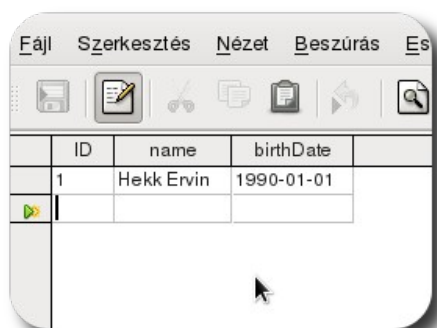 Fájl Szerkesztés Nézet Beszúrás Es
ID name birthDate
1 Hekk Ervin 1990-01-01